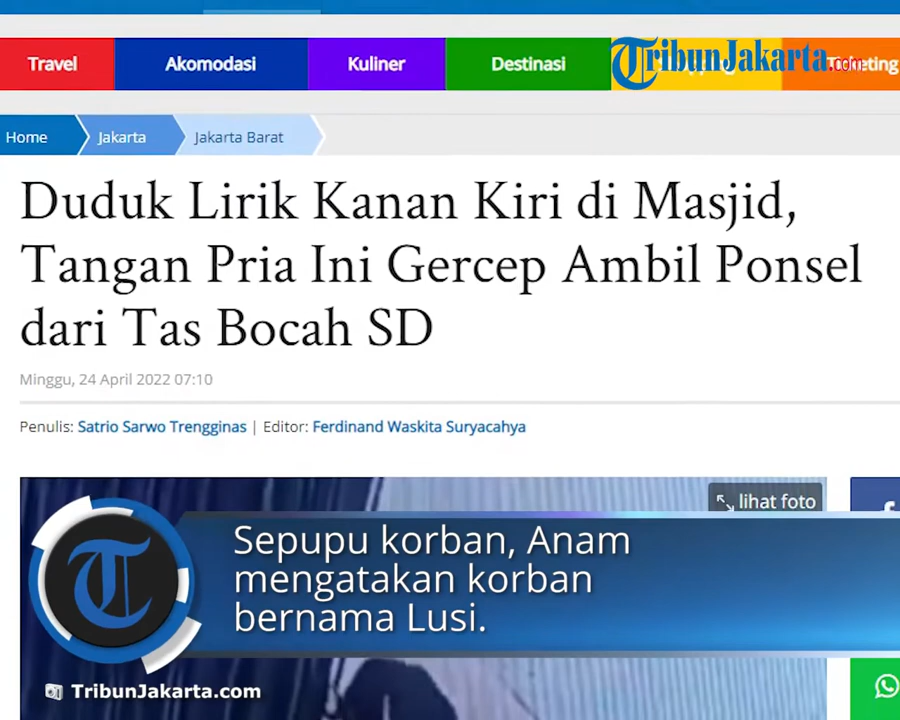 Travel
Akomodasi
Kuliner
Destinasi
TribunJakarta.com
Home
Jakarta
Jakarta Barat
Duduk Lirik Kanan Kiri di Masjid,
Tangan Pria Ini Gercep Ambil Ponsel
dari Tas Bocah SD
Minggu, 24 April 2022 07:10
Penulis: Satrio Sarwo Trengginas | Editor: Ferdinand Waskita Suryacahya
lihat foto
Sepupu korban, Anam
mengatakan korban
bernama Lusi.
TribunJakarta.com